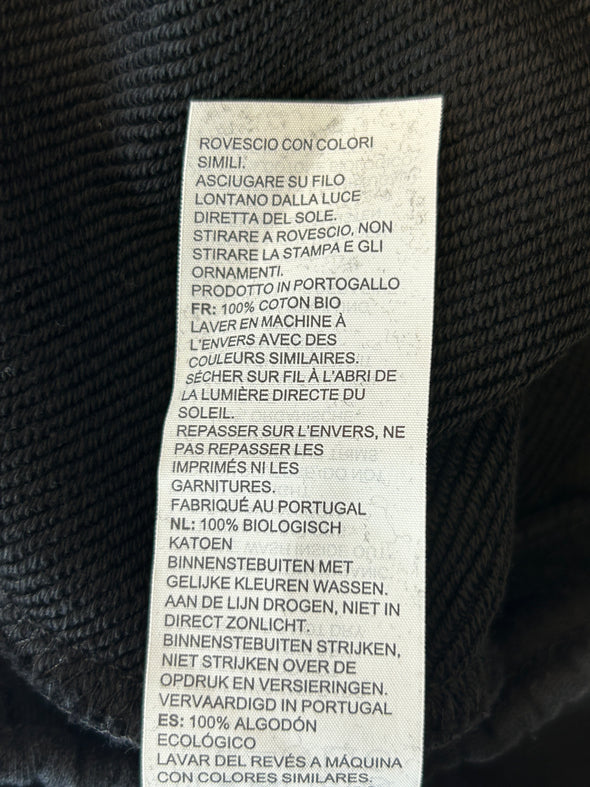 ROVESCIO CON COLORI
SIMILI.
ASCIUGARE SU FILO
LONTANO DALLA LUCE
DIRETTA DEL SOLE.
STIRARE A ROVESCIO, NON
STIRARE LA STAMPA E GLI
ORNAMENTI.
PRODOTTO IN PORTOGALLO
FR: 100% COTON BIO
LAVER EN MACHINE À
L'ENVERS AVEC DES
COULEURS SIMILAIRES.
SÉCHER SUR FIL À L'ABRI DE
LA LUMIÈRE DIRECTE DU
SOLEIL.
REPASSER SUR L'ENVERS, NE
PAS REPASSER LES
IMPRIMÉS NI LES
GARNITURES.
FABRIQUÉ AU PORTUGAL
NL: 100% BIOLOGISCH
KATOEN
BINNENSTEBUITEN MET
GELIJKE KLEUREN WASSEN.
AAN DE LIJN DROGEN, NIET IN
DIRECT ZONLICHT.
BINNENSTEBUITEN STRIJKEN,
NIET STRIJKEN OVER DE
OPDRUK EN VERSIERINGEN.
VERVAARDIGD IN PORTUGAL
ES: 100% ALGODÓN
ECOLÓGICO
LAVAR DEL REVÉS A MÁQUINA
CON COLORES SIMILARES.